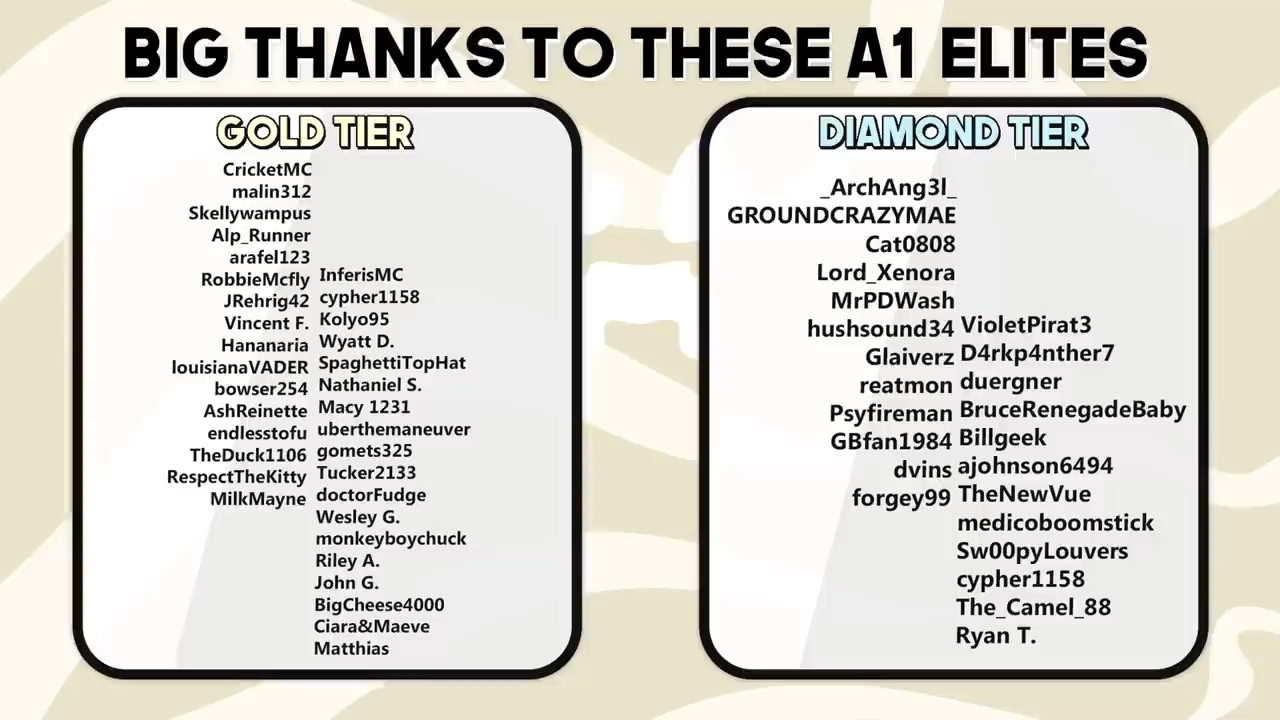 BIG THANKS TO THESE A1 ELITES
GOLD TIER
CricketMC
malin312
Skellywampus
Alp_Runner
arafel123
RobbieMcfly
JRehrig42
Vincent F.
Hananaria
louisianaVADER
bowser254
AshReinette
endlesstofu
TheDuck1106
RespectTheKitty
MilkMayne
InferisMC
cypher1158
Kolyo95
Wyatt D.
SpaghettiTopHat
Nathaniel S.
Macy 1231
uberthemaneuver
gomets325
Tucker2133
doctorFudge
Wesley G.
monkeyboychuck
Riley A.
John G.
BigCheese4000
Ciara&Maeve
Matthias
DIAMOND TIER
_ArchAng3l_
GROUNDCRAZYMAE
Cat0808
Lord_Xenora
MrPDWash
hushsound34
Glaiverz
reatmon
Psyfireman
GBfan1984
dvins
forgey99
VioletPirat3
D4rkp4nther7
duergner
BruceRenegadeBaby
Billgeek
ajohnson6494
TheNewVue
medicoboomstick
Sw00pyLouvers
cypher1158
The_Camel_88
Ryan T.